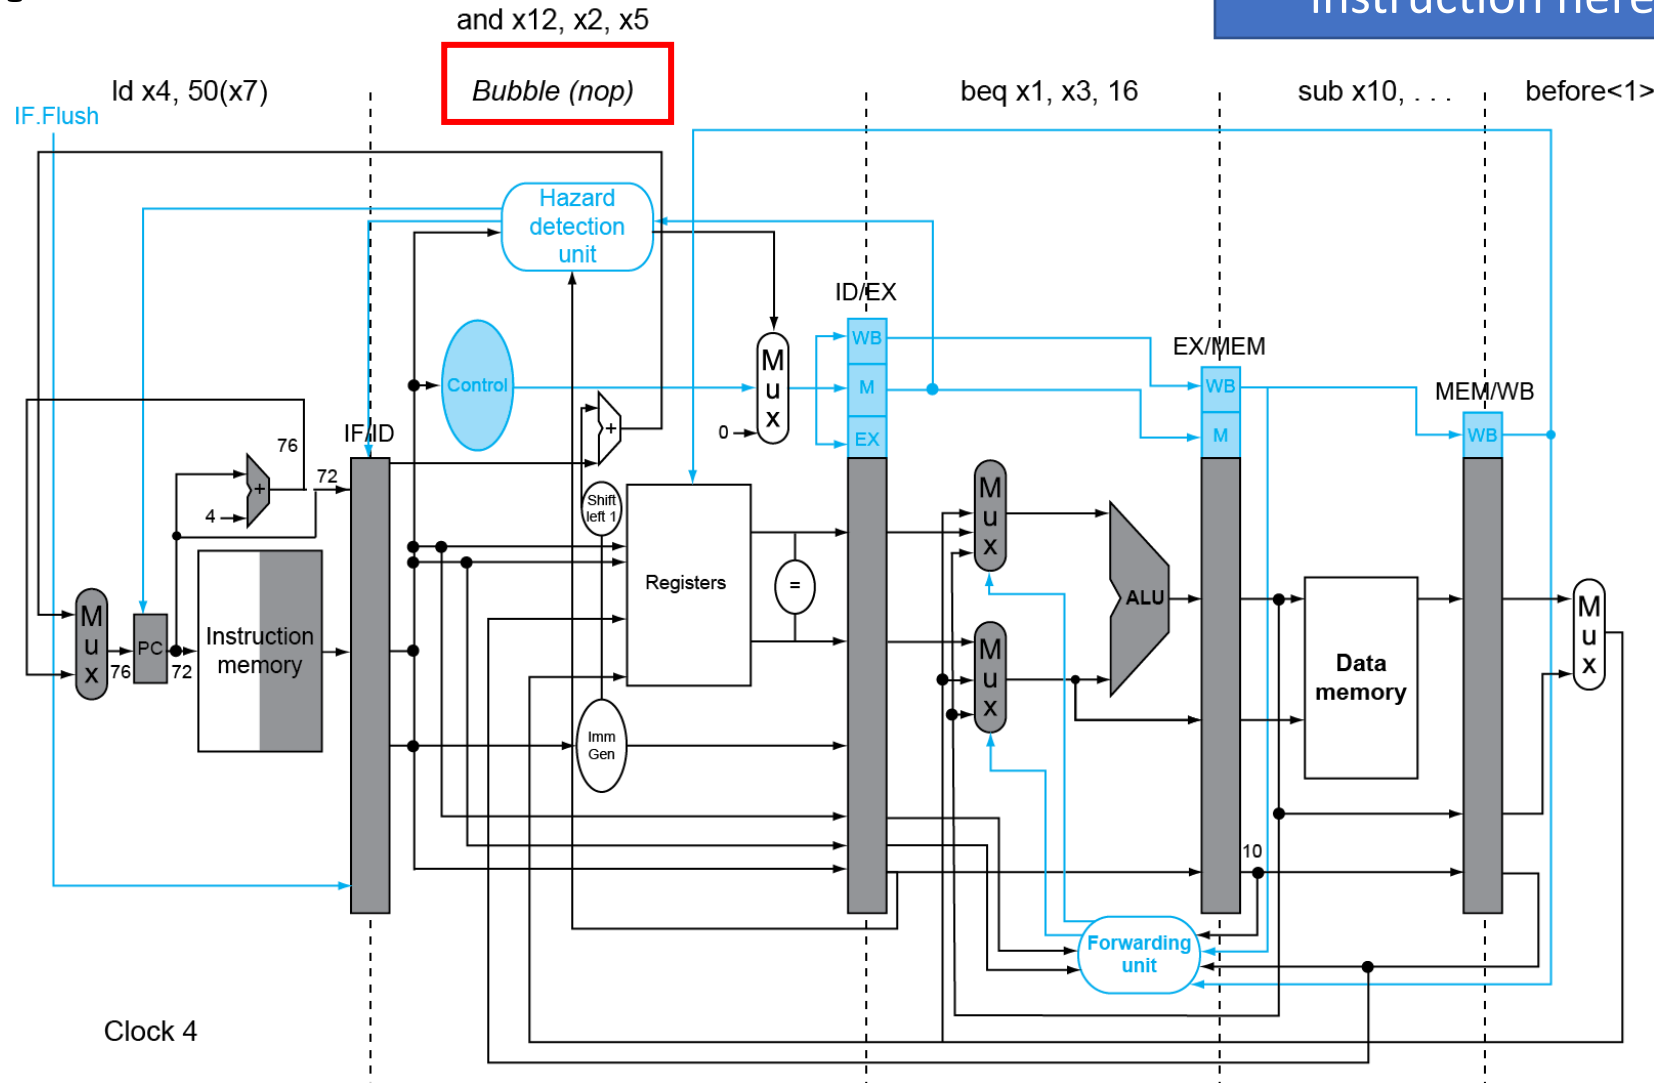 instruction here
and x12, x2, x5
ld x4, 50(x7)
Bubble (nop)
beq x1, x3, 16
sub x10, . . .
before<1>
IF.Flush
Hazard
detection
unit
ID/EX
WB
M
EX
Control
M
u
x
0
EX/MEM
WB
M
MEM/WB
WB
IF/ID
76
72
4
+
+
Shift
left 1
M
u
x
76
PC
72
Instruction
memory
Registers
=
Imm
Gen
M
u
x
M
u
x
ALU
Data
memory
M
u
x
10
Forwarding
unit
Clock 4